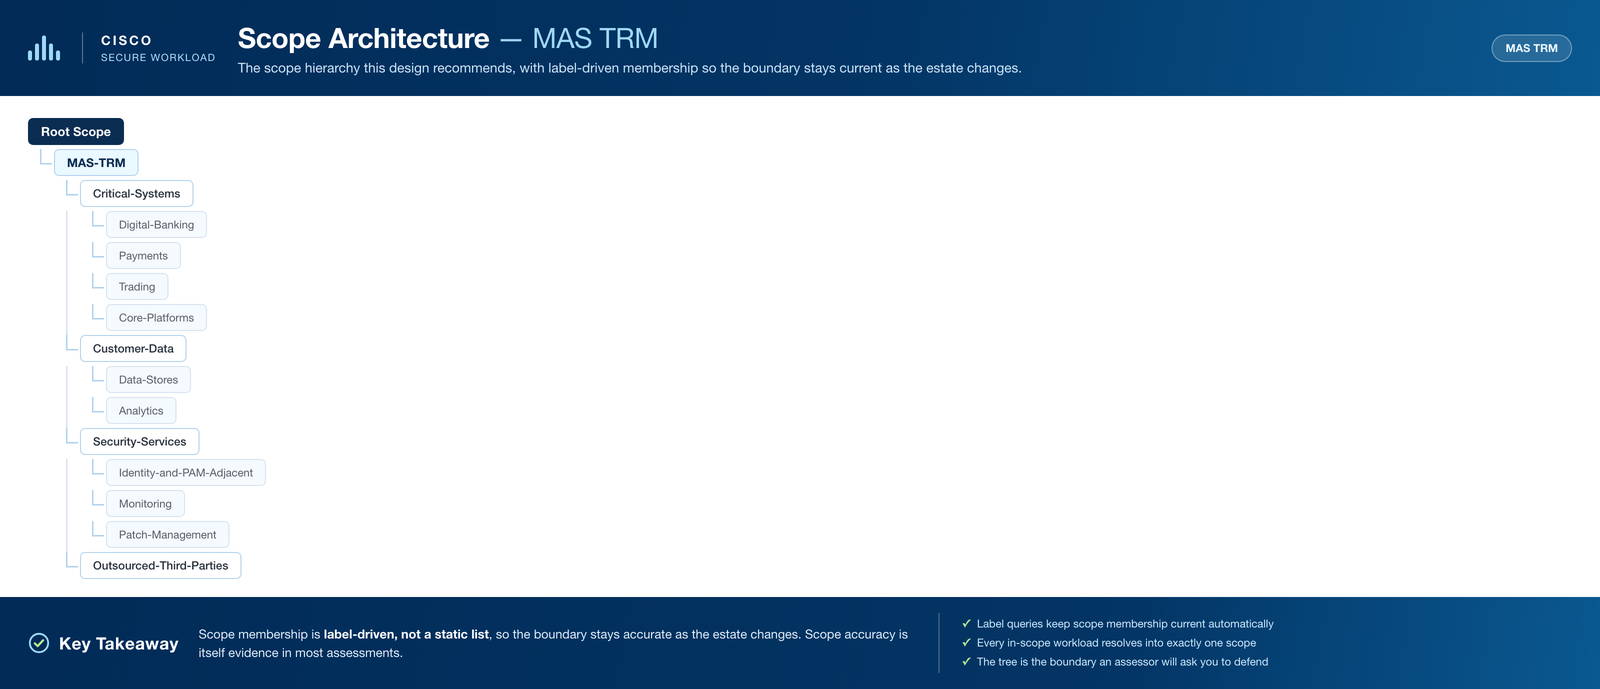 CISCO
SECURE WORKLOAD
Scope Architecture — MAS TRM
The scope hierarchy this design recommends, with label-driven membership so the boundary stays current as the estate changes.
MAS TRM
Root Scope
MAS-TRM
Critical-Systems
Digital-Banking
Payments
Trading
Core-Platforms
Customer-Data
Data-Stores
Analytics
Security-Services
Identity-and-PAM-Adjacent
Monitoring
Patch-Management
Outsourced-Third-Parties
Key Takeaway
Scope membership is label-driven, not a static list, so the boundary stays accurate as the estate changes. Scope accuracy is
itself evidence in most assessments.
✓ Label queries keep scope membership current automatically
✓ Every in-scope workload resolves into exactly one scope
✓ The tree is the boundary an assessor will ask you to defend